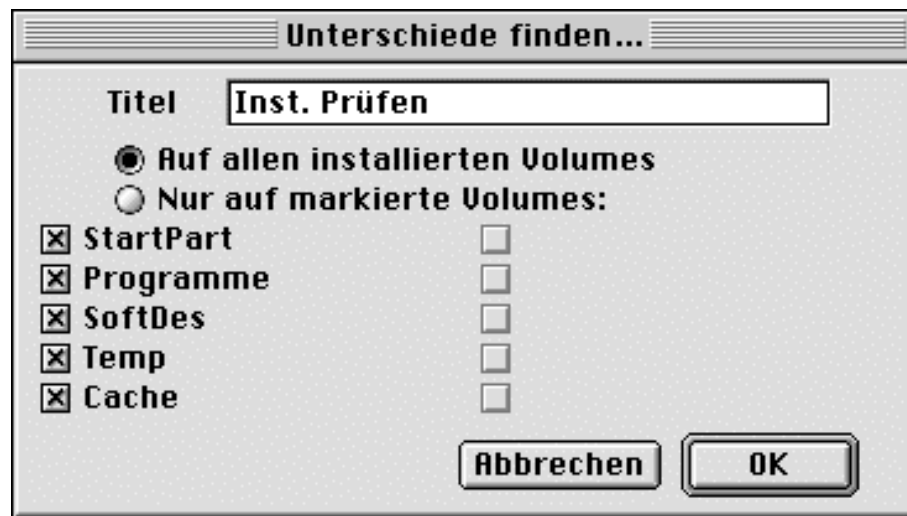 Unterschiede finden...
Titel Inst. Prüfen
Auf allen installierten Volumes
Nur auf markierte Volumes:
StartPart
Programme
SoftDes
Temp
Cache
Abbrechen OK